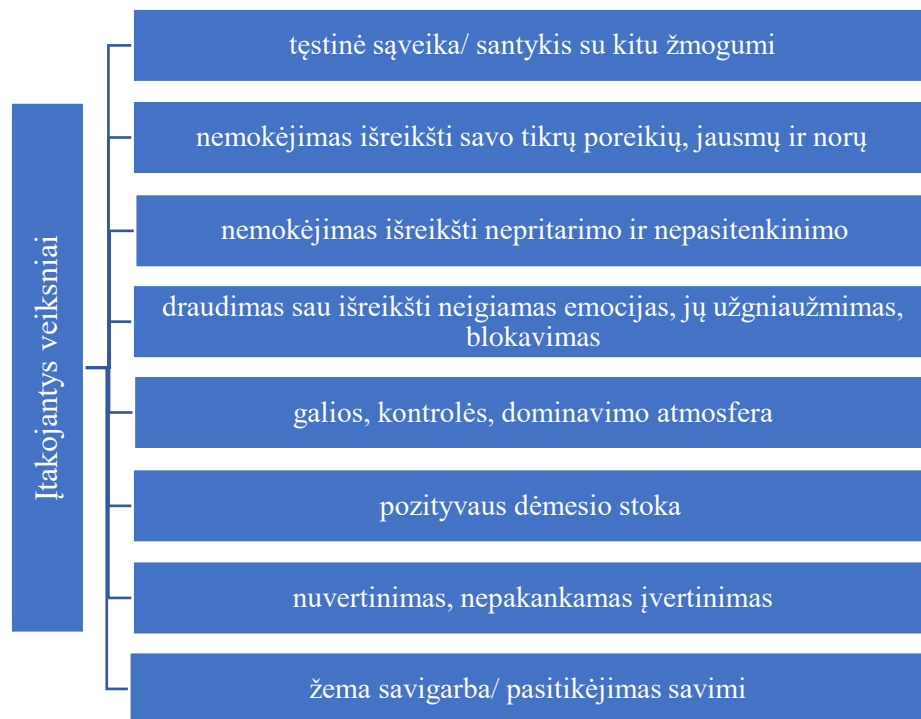 Įtakojantys veiksniai
tęstinė sąveika/ santykis su kitu žmogumi
nemokėjimas išreikšti savo tikrų poreikių, jausmų ir norų
nemokėjimas išreikšti nepritarimo ir nepasitenkinimo
draudimas sau išreikšti neigiamas emocijas, jų užgniaužmimas,
blokavimas
galios, kontrolės, dominavimo atmosfera
pozityvaus dėmesio stoka
nuvertinimas, nepakankamas įvertinimas
žema savigarba/ pasitikėjimas savimi